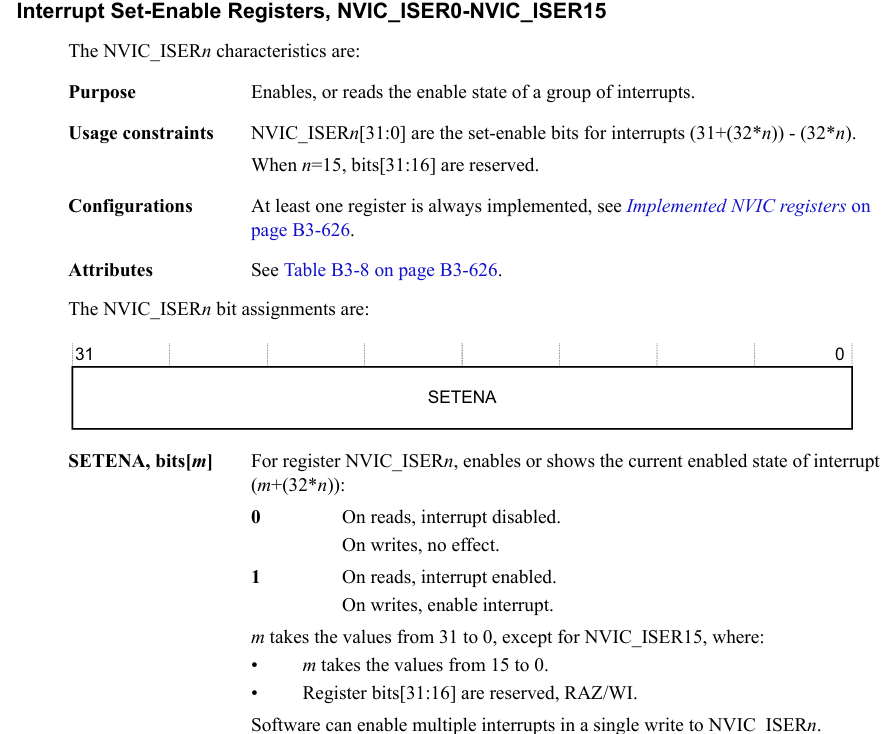 Interrupt Set-Enable Registers, NVIC_ISER0-NVIC_ISER15
The NVIC_ISERn characteristics are:
Purpose Enables, or reads the enable state of a group of interrupts.
Usage constraints NVIC_ISERn[31:0] are the set-enable bits for interrupts (31+(32*n)) - (32*n).
When n=15, bits[31:16] are reserved.
Configurations At least one register is always implemented, see Implemented NVIC registers on
page B3-626.
Attributes See Table B3-8 on page B3-626.
The NVIC_ISERn bit assignments are:
31 0
SETENA
SETENA, bits[m] For register NVIC_ISERn, enables or shows the current enabled state of interrupt
(m+(32*n)):
0 On reads, interrupt disabled.
On writes, no effect.
1 On reads, interrupt enabled.
On writes, enable interrupt.
m takes the values from 31 to 0, except for NVIC_ISER15, where:
• m takes the values from 15 to 0.
• Register bits[31:16] are reserved, RAZ/WI.
Software can enable multiple interrupts in a single write to NVIC_ISERn.